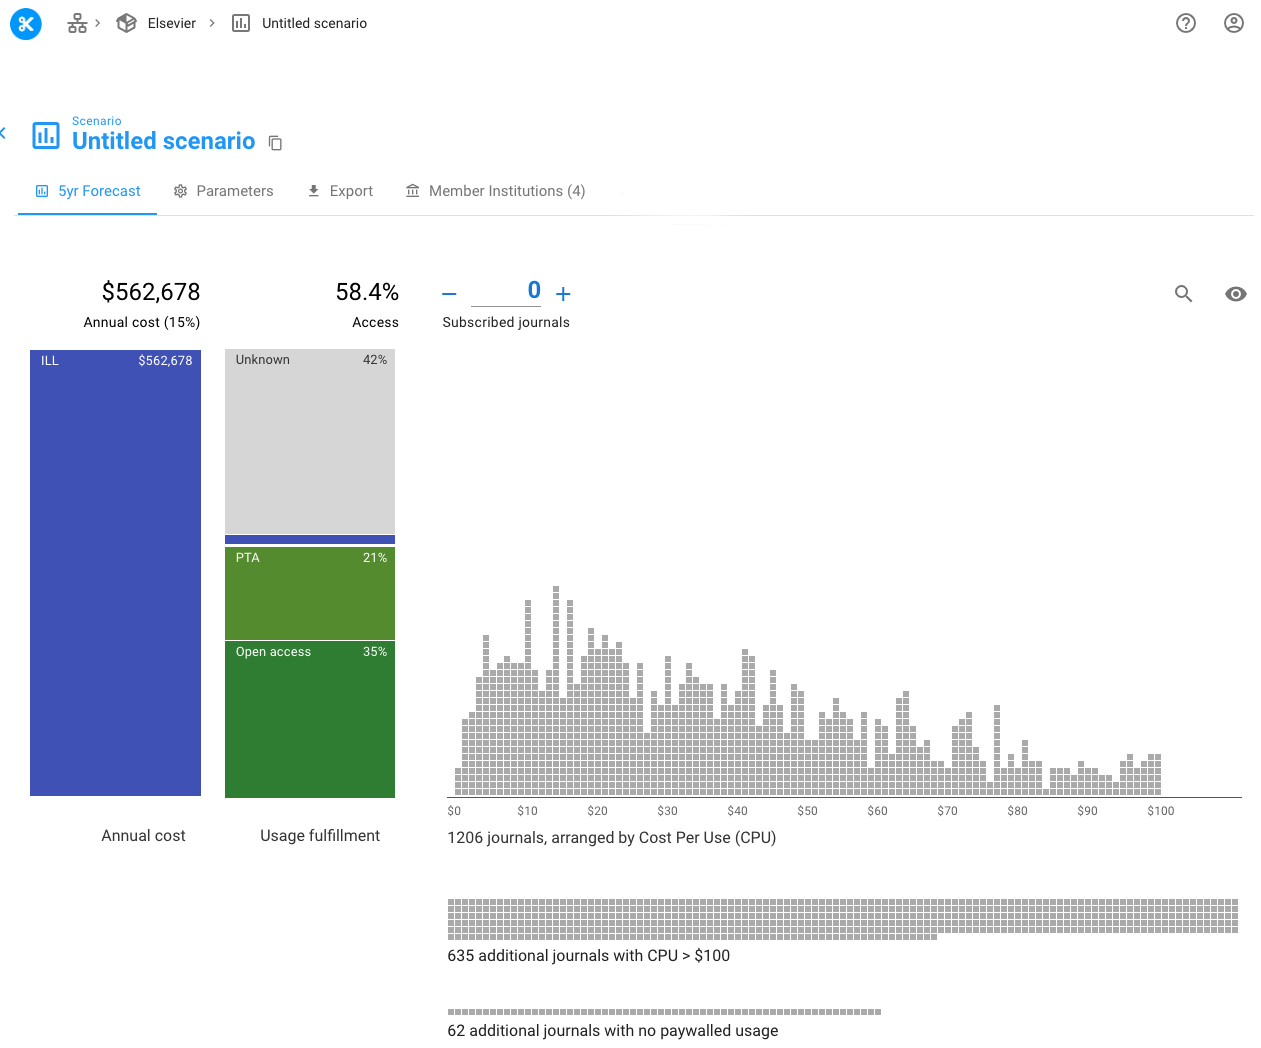 Elsevier
Untitled scenario
Scenario
Untitled scenario
5yr Forecast
Parameters
Export
Member Institutions (4)
$562,678
Annual cost (15%)
58.4%
Access
0
Subscribed journals
ILL $562,678
Unknown 42%
PTA 21%
Open access 35%
Annual cost
Usage fulfillment
$0 $10 $20 $30 $40 $50 $60 $70 $80 $90 $100
1206 journals, arranged by Cost Per Use (CPU)
635 additional journals with CPU > $100
62 additional journals with no paywalled usage